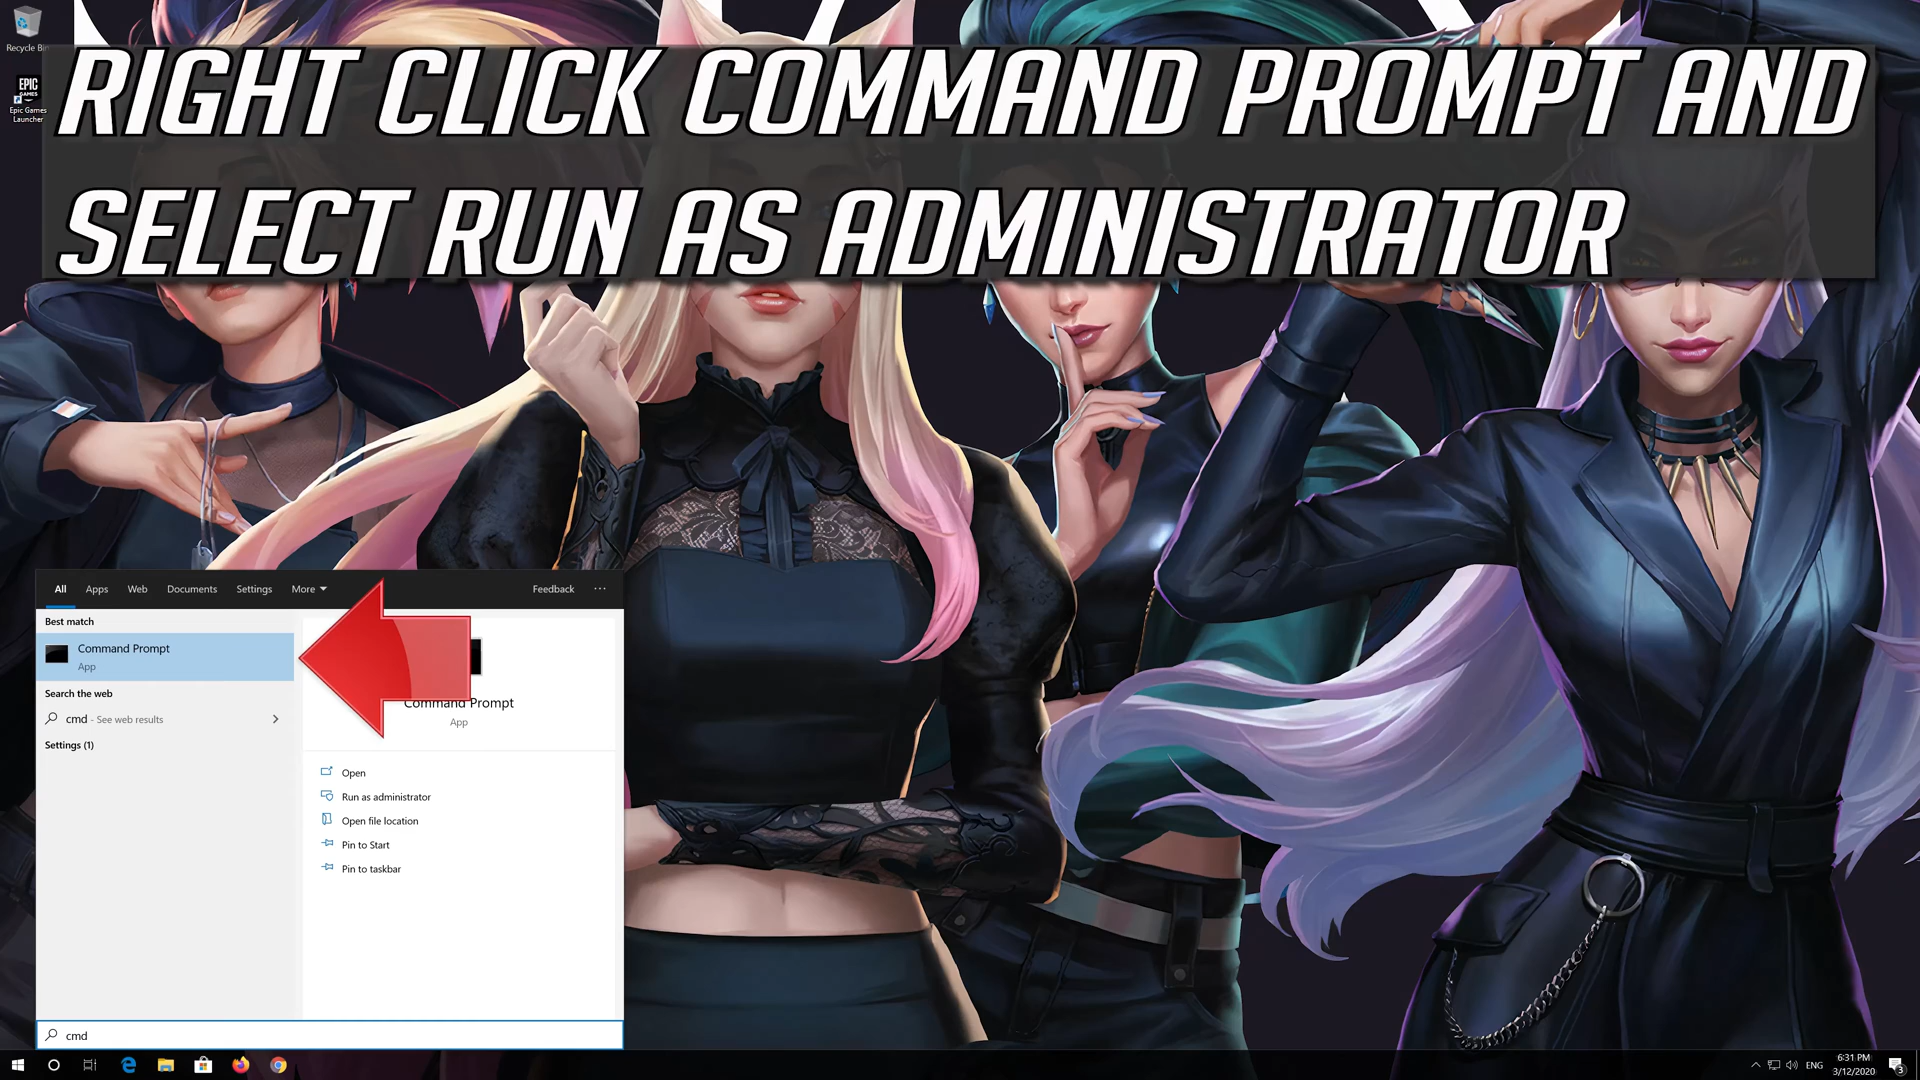 Recycle Bin
EPIC
GAMES
Epic Games
Launcher
RIGHT CLICK COMMAND PROMPT AND
SELECT RUN AS ADMINISTRATOR
All Apps Web Documents Settings More Feedback ···
Best match
Command Prompt
App
Search the web
cmd - See web results
Settings (1)
Command Prompt
App
Open
Run as administrator
Open file location
Pin to Start
Pin to taskbar
cmd
ENG
6:31 PM
3/12/2020
3